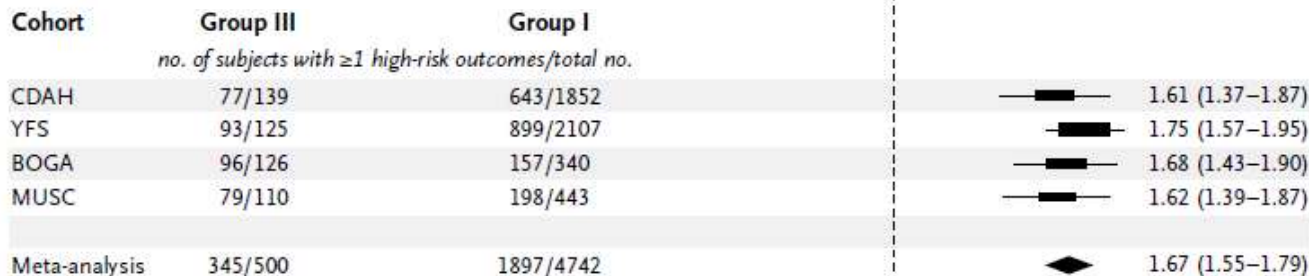 Cohort Group III Group I
no. of subjects with ≥1 high-risk outcomes/total no.
CDAH 77/139 643/1852 1.61 (1.37–1.87)
YFS 93/125 899/2107 1.75 (1.57–1.95)
BOGA 96/126 157/340 1.68 (1.43–1.90)
MUSC 79/110 198/443 1.62 (1.39–1.87)
Meta-analysis 345/500 1897/4742 1.67 (1.55–1.79)